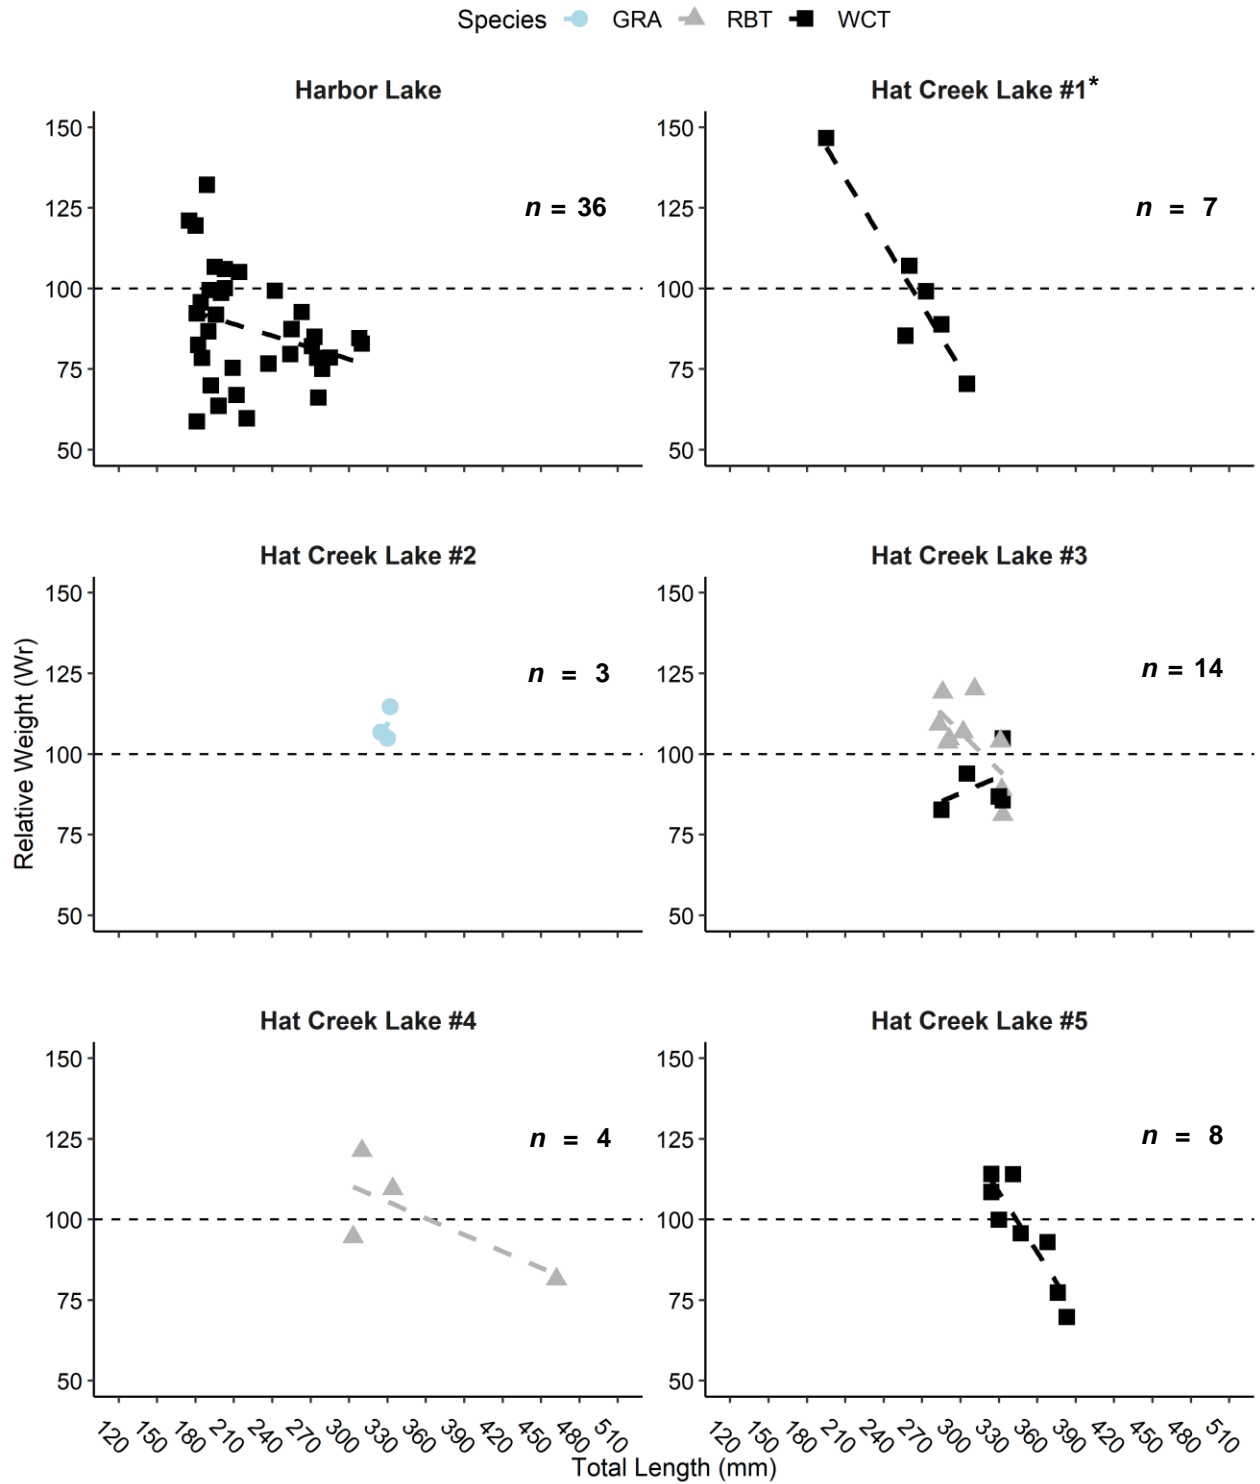 Species GRA RBT WCT
Harbor Lake
Hat Creek Lake #1*
150
125
100
75
50
n = 36
150
125
100
75
50
n = 7
Hat Creek Lake #2
Hat Creek Lake #3
Relative Weight (Wr)
150
125
100
75
50
n = 3
150
125
100
75
50
n = 14
Hat Creek Lake #4
Hat Creek Lake #5
150
125
100
75
50
n = 4
150
125
100
75
50
n = 8
120 150 180 210 240 270 300 330 360 390 420 450 480 510
120 150 180 210 240 270 300 330 360 390 420 450 480 510
Total Length (mm)